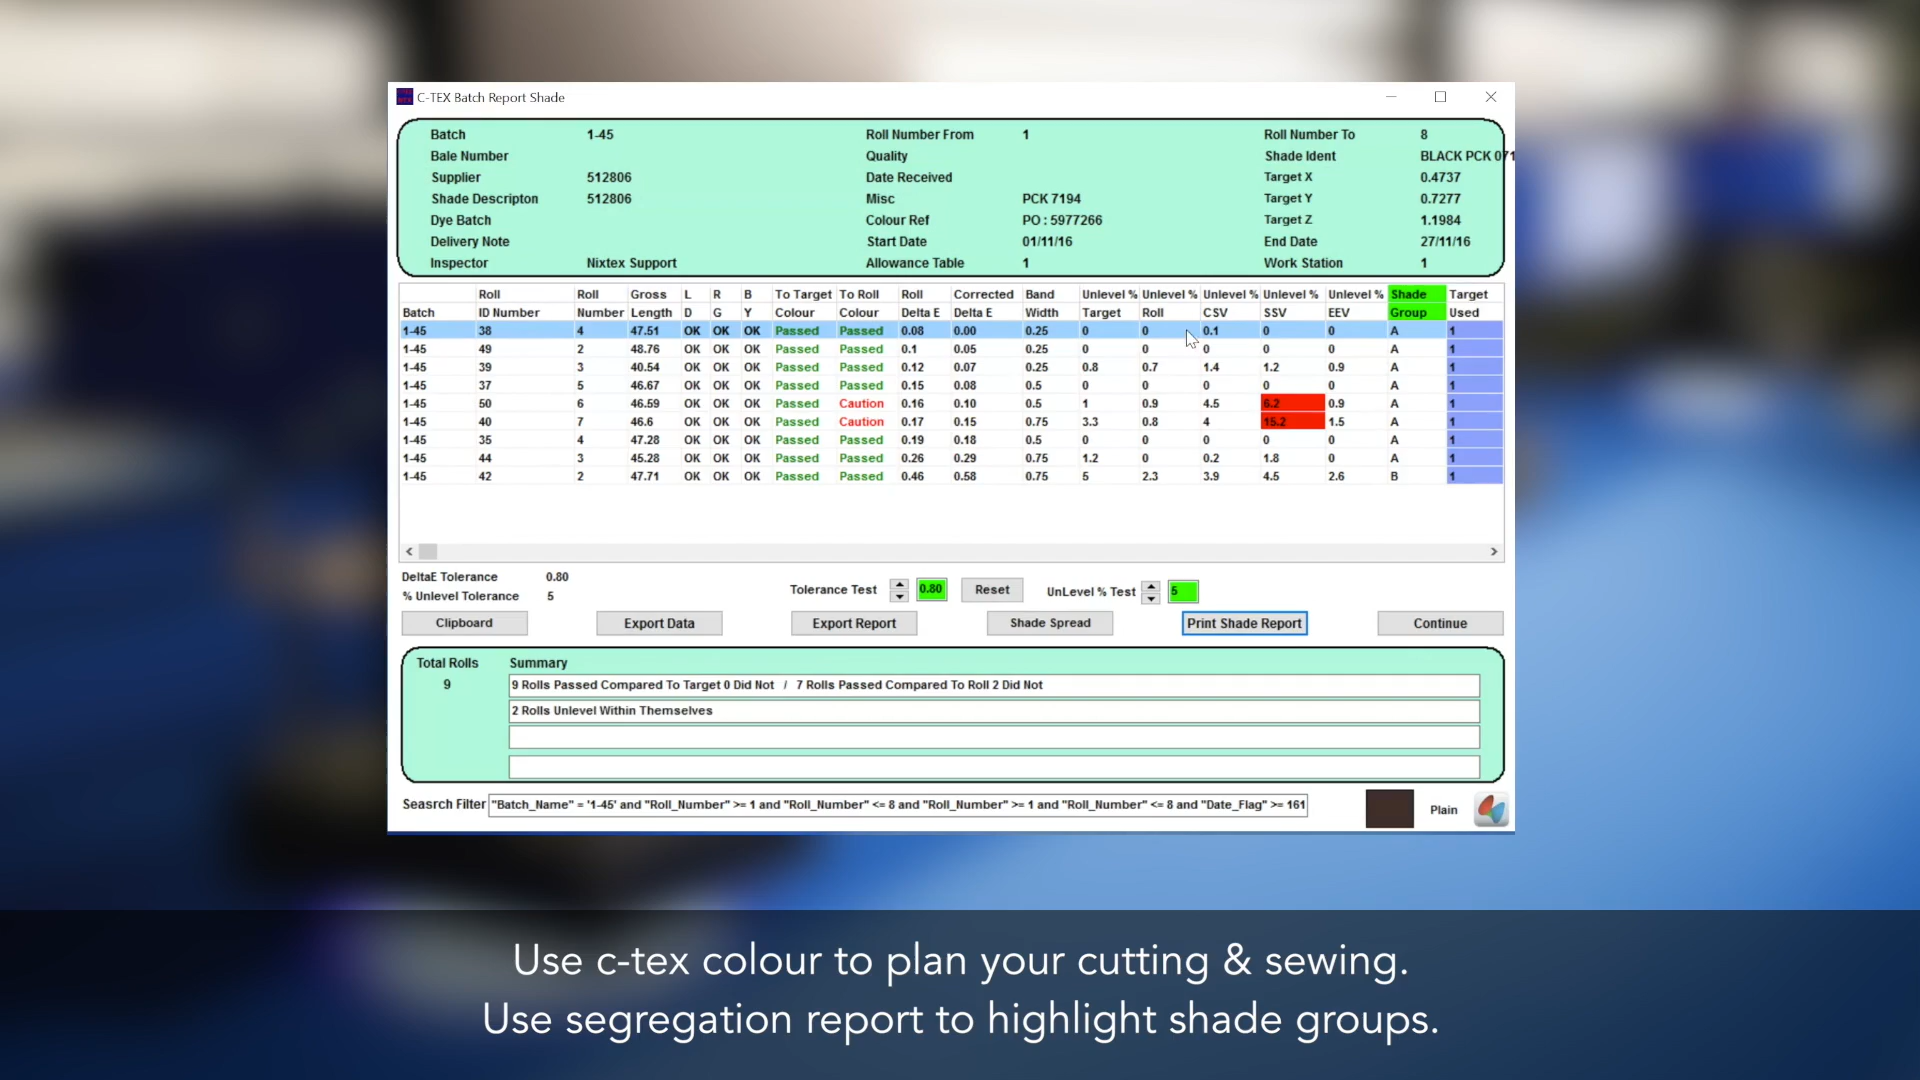 C-TEX Batch Report Shade
Batch 1-45 Roll Number From 1 Roll Number To 8
Bale Number Quality Shade Ident BLACK PCK 071
Supplier 512806 Date Received Target X 0.4737
Shade Descripton 512806 Misc PCK 7194 Target Y 0.7277
Dye Batch Colour Ref PO : 5977266 Target Z 1.1984
Delivery Note Start Date 01/11/16 End Date 27/11/16
Inspector Nixtex Support Allowance Table 1 Work Station 1
Roll Roll Gross L R B To Target To Roll Roll Corrected Band Unlevel % Unlevel % Unlevel % Unlevel % Unlevel % Shade Target
Batch ID Number Number Length D G Y Colour Colour Delta E Delta E Width Target Roll CSV SSV EEV Group Used
1-45 38 4 47.51 OK OK OK Passed Passed 0.08 0.00 0.25 0 0 0.1 0 0 A 1
1-45 49 2 48.76 OK OK OK Passed Passed 0.1 0.05 0.25 0 0 0 0 0 A 1
1-45 39 3 40.54 OK OK OK Passed Passed 0.12 0.07 0.25 0.8 0.7 1.4 1.2 0.9 A 1
1-45 37 5 46.67 OK OK OK Passed Passed 0.15 0.08 0.5 0 0 0 0 0 A 1
1-45 50 6 46.59 OK OK OK Passed Caution 0.16 0.10 0.5 1 0.9 4.5 6.2 0.9 A 1
1-45 40 7 46.6 OK OK OK Passed Caution 0.17 0.15 0.75 3.3 0.8 4 15.2 1.5 A 1
1-45 35 4 47.28 OK OK OK Passed Passed 0.19 0.18 0.5 0 0 0 0 0 A 1
1-45 44 3 45.28 OK OK OK Passed Passed 0.26 0.29 0.75 1.2 0 0.2 1.8 0 A 1
1-45 42 2 47.71 OK OK OK Passed Passed 0.46 0.58 0.75 5 2.3 3.9 4.5 2.6 B 1
DeltaE Tolerance 0.80 Tolerance Test 0.80 Reset UnLevel % Test 5
% Unlevel Tolerance 5
Clipboard Export Data Export Report Shade Spread Print Shade Report Continue
Total Rolls Summary
9 9 Rolls Passed Compared To Target 0 Did Not / 7 Rolls Passed Compared To Roll 2 Did Not
2 Rolls Unlevel Within Themselves
Seasrch Filter "Batch_Name" = '1-45' and "Roll_Number" >= 1 and "Roll_Number" <= 8 and "Roll_Number" >= 1 and "Roll_Number" <= 8 and "Date_Flag" >= 161 Plain
Use c-tex colour to plan your cutting & sewing.
Use segregation report to highlight shade groups.